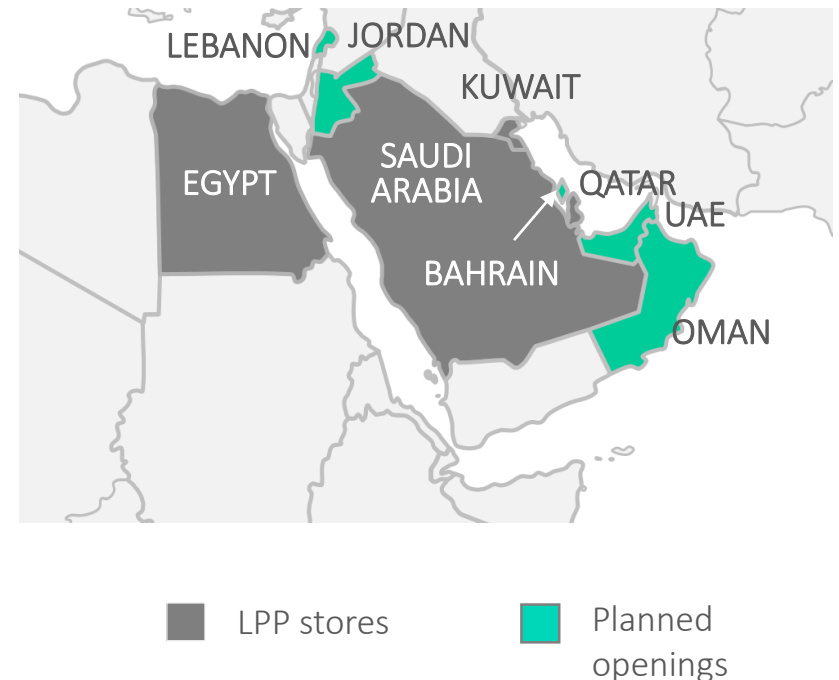 LEBANON
JORDAN
KUWAIT
EGYPT
SAUDI
ARABIA
QATAR
UAE
BAHRAIN
OMAN
LPP stores
Planned
openings